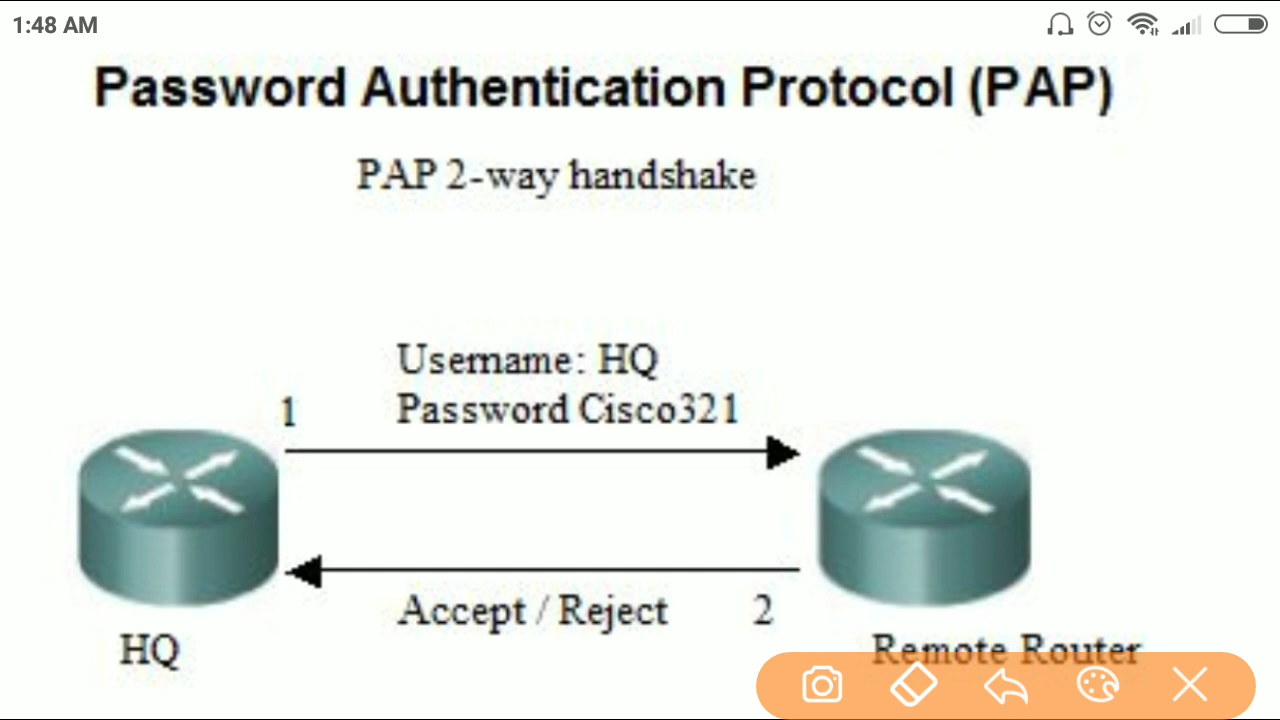 1:48 AM
Password Authentication Protocol (PAP)
PAP 2-way handshake
Username: HQ
1
Password Cisco321
Accept / Reject
2
HQ
Remote Router